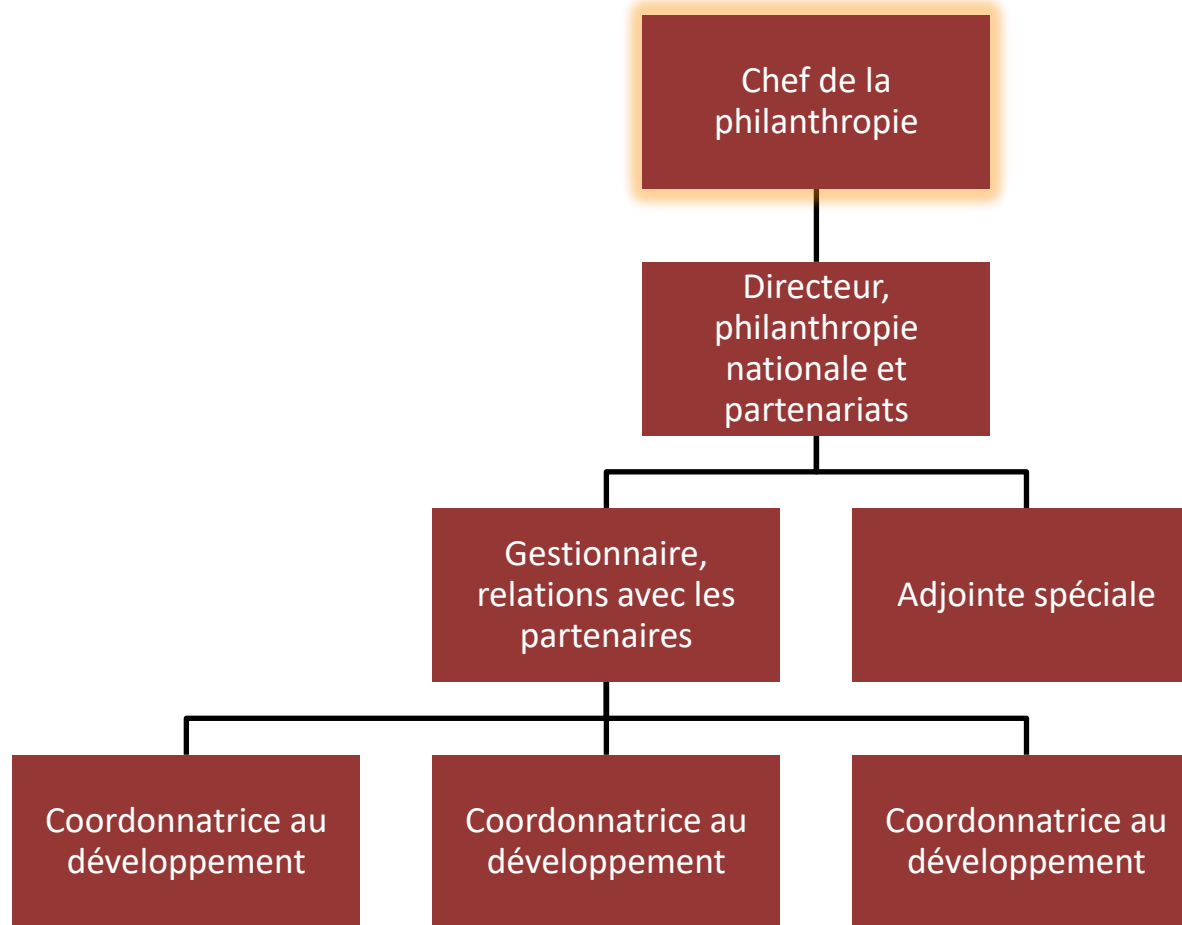 Chef de la
philanthropie
Directeur,
philanthropie
nationale et
partenariats
Gestionnaire,
relations avec les
partenaires
Adjointe spéciale
Coordonnatrice au
développement
Coordonnatrice au
développement
Coordonnatrice au
développement